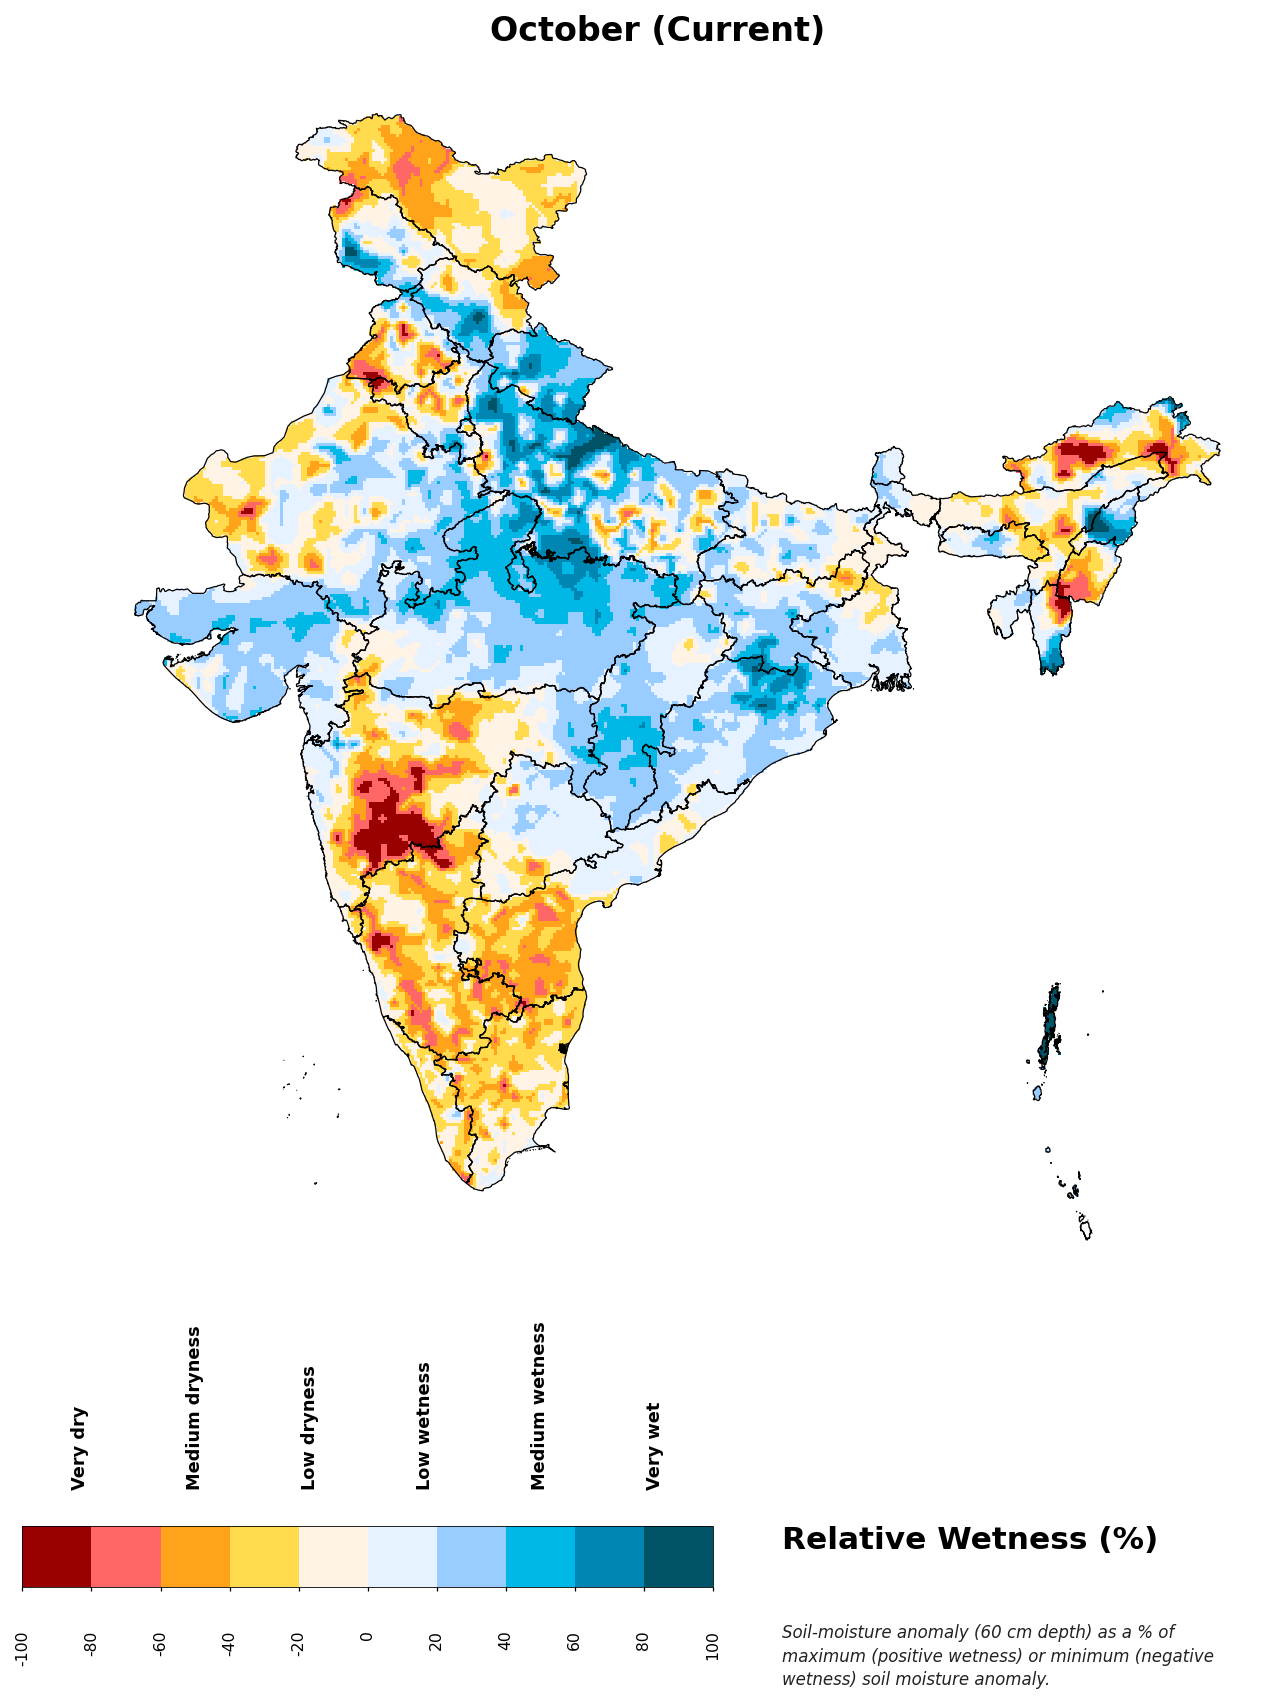 October (Current)
Very dry
Medium dryness
Low dryness
Low wetness
Medium wetness
Very wet
-100
-80
-60
-40
-20
0
20
40
60
80
100
Relative Wetness (%)
Soil-moisture anomaly (60 cm depth) as a % of
maximum (positive wetness) or minimum (negative
wetness) soil moisture anomaly.